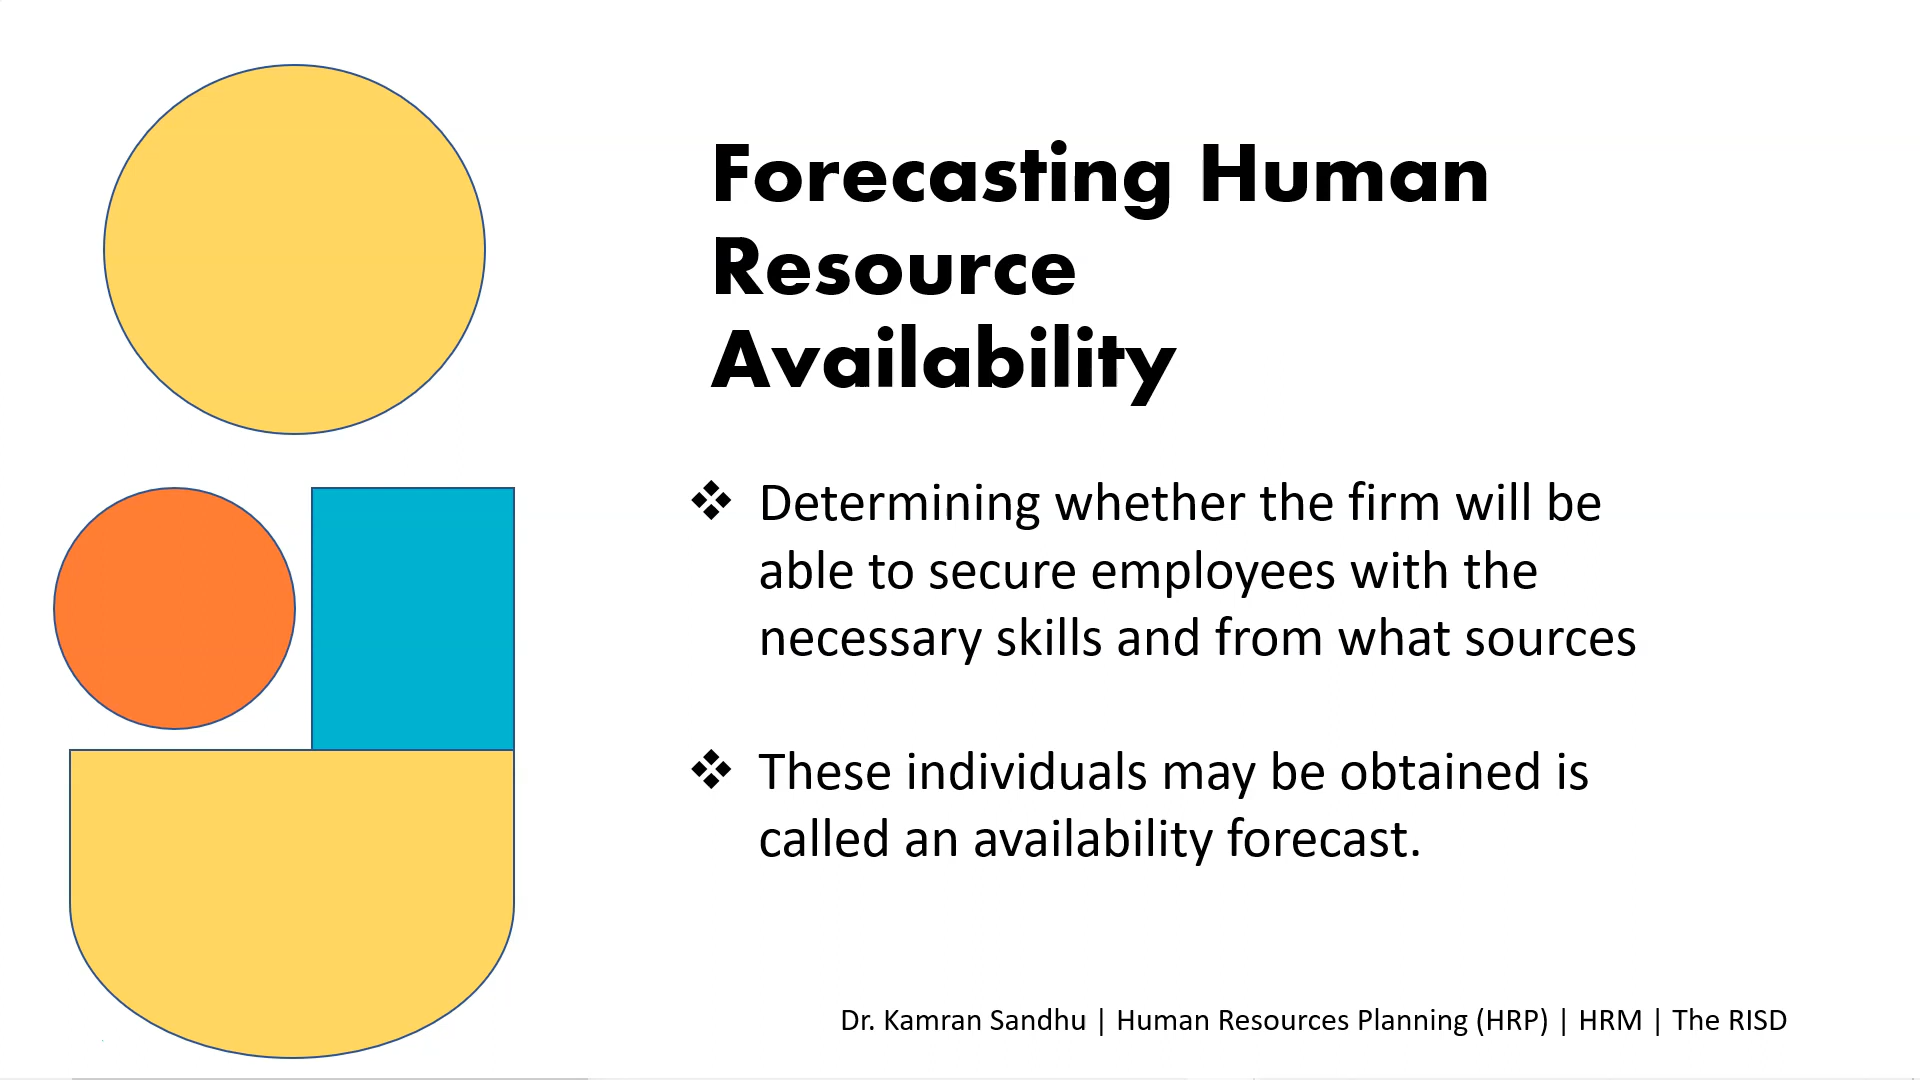 Forecasting Human
Resource
Availability
❖ Determining whether the firm will be
able to secure employees with the
necessary skills and from what sources
❖ These individuals may be obtained is
called an availability forecast.
Dr. Kamran Sandhu | Human Resources Planning (HRP) | HRM | The RISD